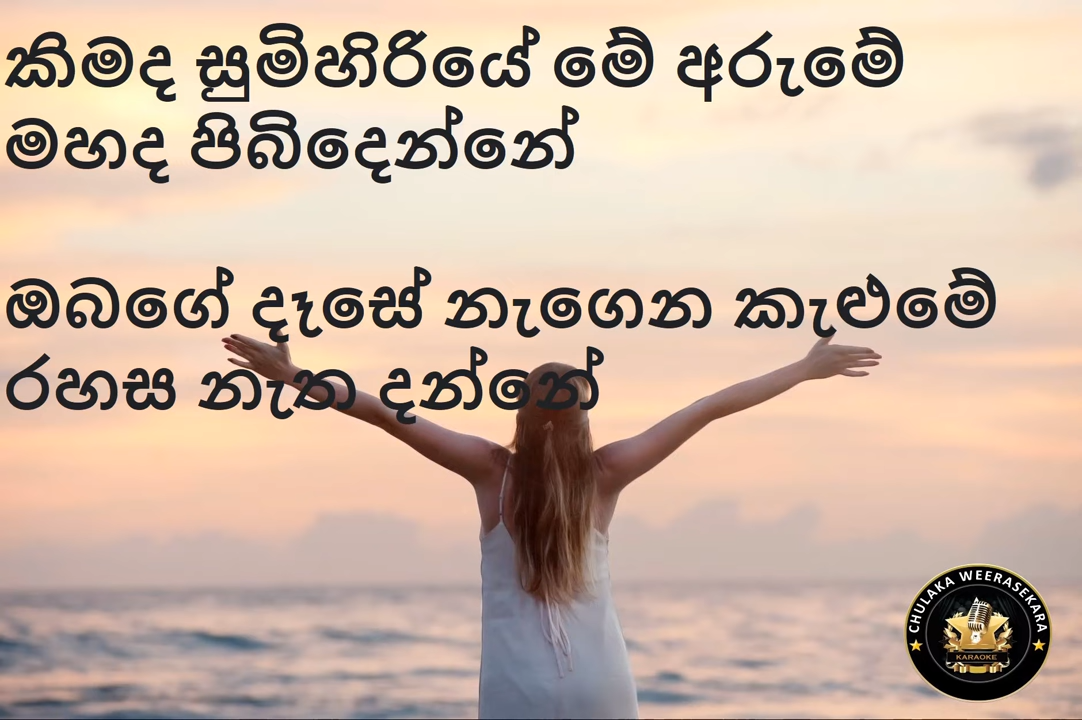 කිමද සුමිහිරියේ මේ අරුමේ
මහද පිබිදෙන්නේ
ඔබගේ දෑසේ නැගෙන කැළුමේ
රහස නැත දන්නේ
CHULAKA WEERASEKARA
KARAOKE